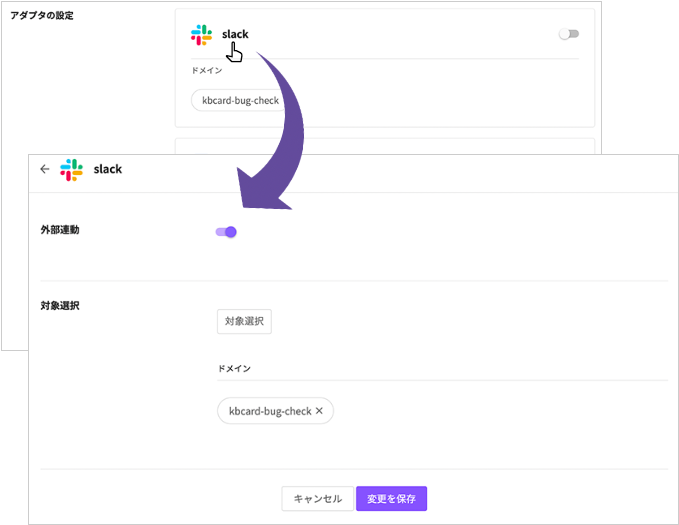 アダプタの設定
slack
ドメイン
kbcard-bug-check
slack
外部連動
対象選択
対象選択
ドメイン
kbcard-bug-check ×
キャンセル
変更を保存